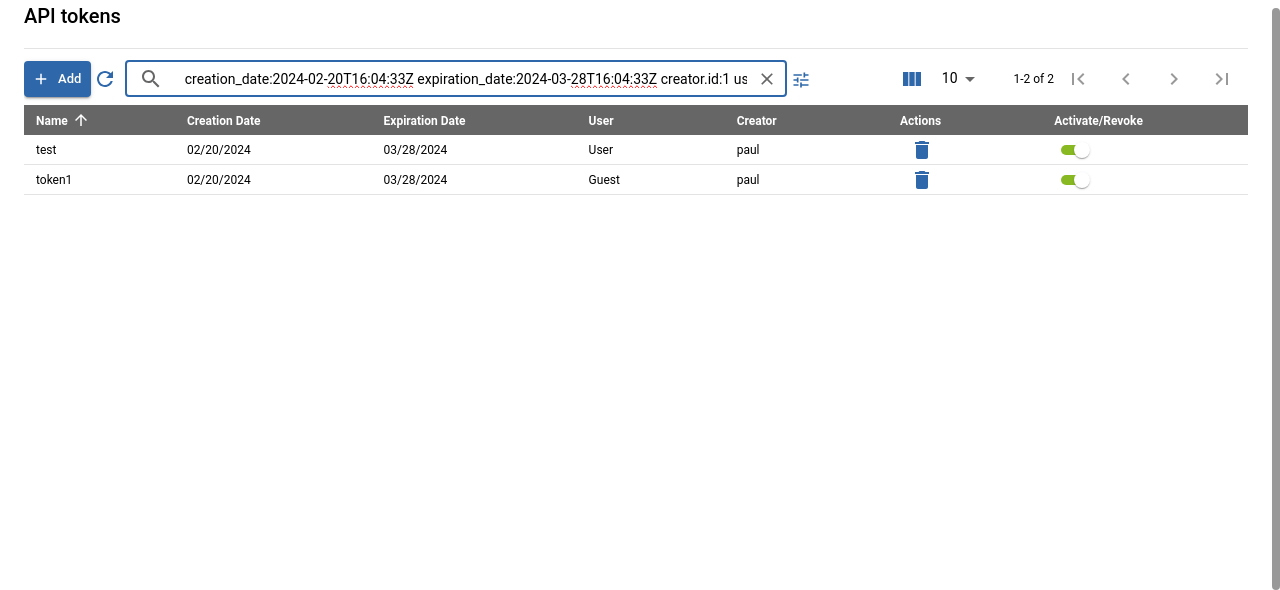 API tokens
Add creation_date:2024-02-20T16:04:33Z expiration_date:2024-03-28T16:04:33Z creator.id:1 us 10 1-2 of 2
Name Creation Date Expiration Date User Creator Actions Activate/Revoke
test 02/20/2024 03/28/2024 User paul
token1 02/20/2024 03/28/2024 Guest paul